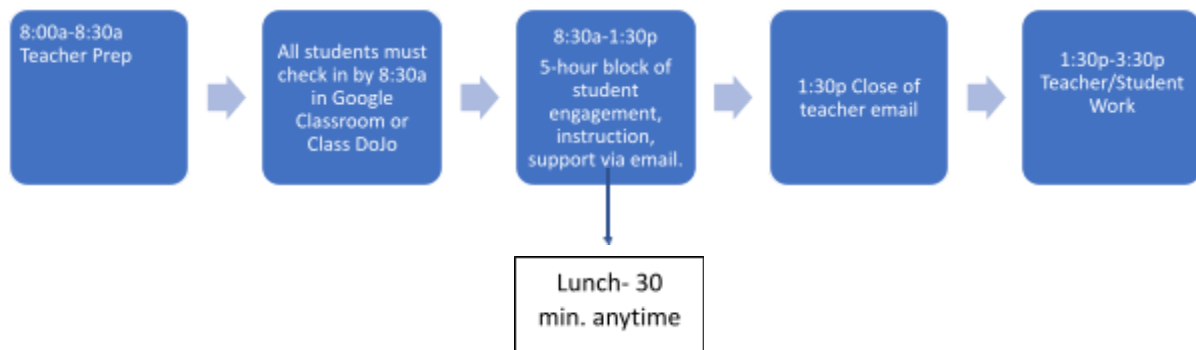 8:00a-8:30a
Teacher Prep
All students must
check in by 8:30a
in Google
Classroom or
Class DoJo
8:30a-1:30p
5-hour block of
student
engagement,
instruction,
support via email.
1:30p Close of
teacher email
1:30p-3:30p
Teacher/Student
Work
Lunch- 30
min. anytime